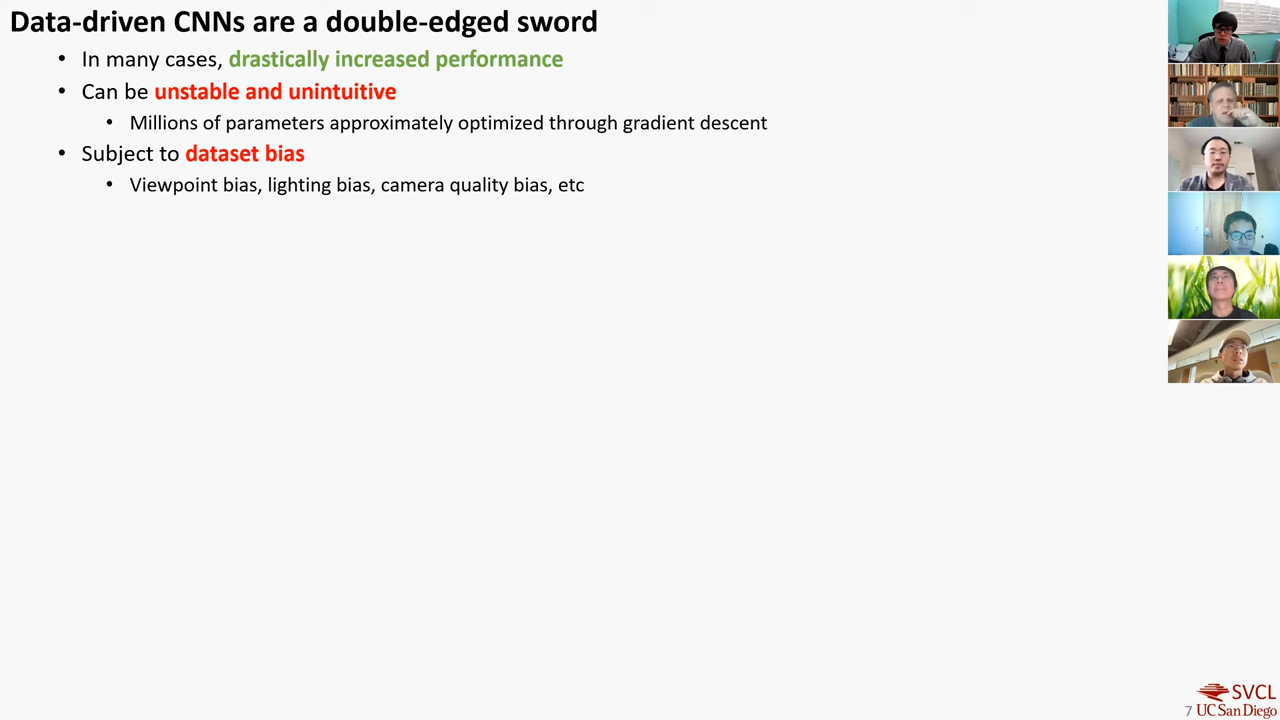 Data-driven CNNs are a double-edged sword
• In many cases, drastically increased performance
• Can be unstable and unintuitive
• Millions of parameters approximately optimized through gradient descent
• Subject to dataset bias
• Viewpoint bias, lighting bias, camera quality bias, etc
SVCL
7 UC San Diego